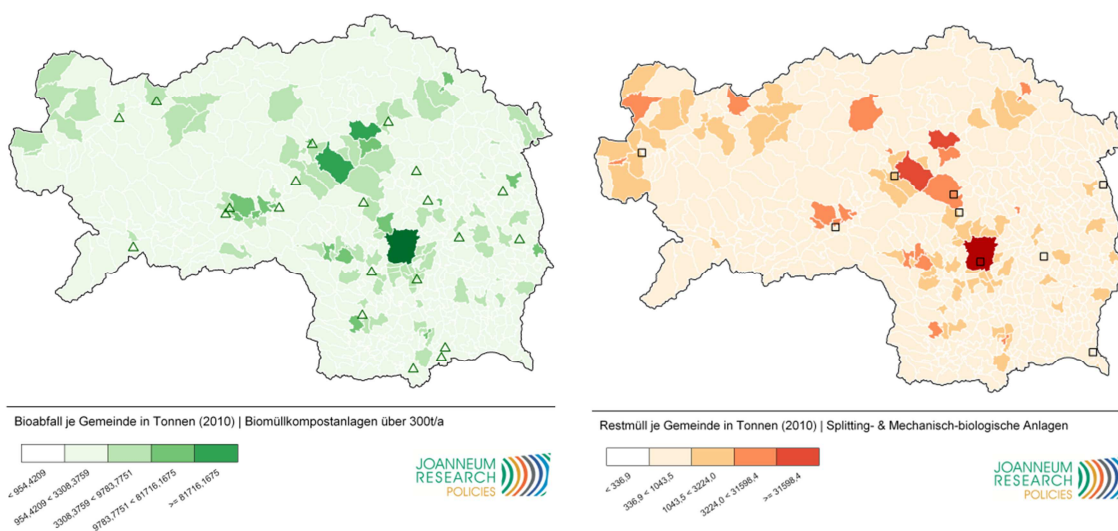 Bioabfall je Gemeinde in Tonnen (2010) | Biomüllkompostanlagen über 300t/a
< 954,4209
954,4209 < 3308,3759
3308,3759 < 9783,7751
9783,7751 < 81716,1675
>= 81716,1675
JOANNEUM
RESEARCH
POLICIES
Restmüll je Gemeinde in Tonnen (2010) | Splitting- & Mechanisch-biologische Anlagen
< 336,9
336,9 < 1043,5
1043,5 < 3224,0
3224,0 < 31598,4
>= 31598,4
JOANNEUM
RESEARCH
POLICIES